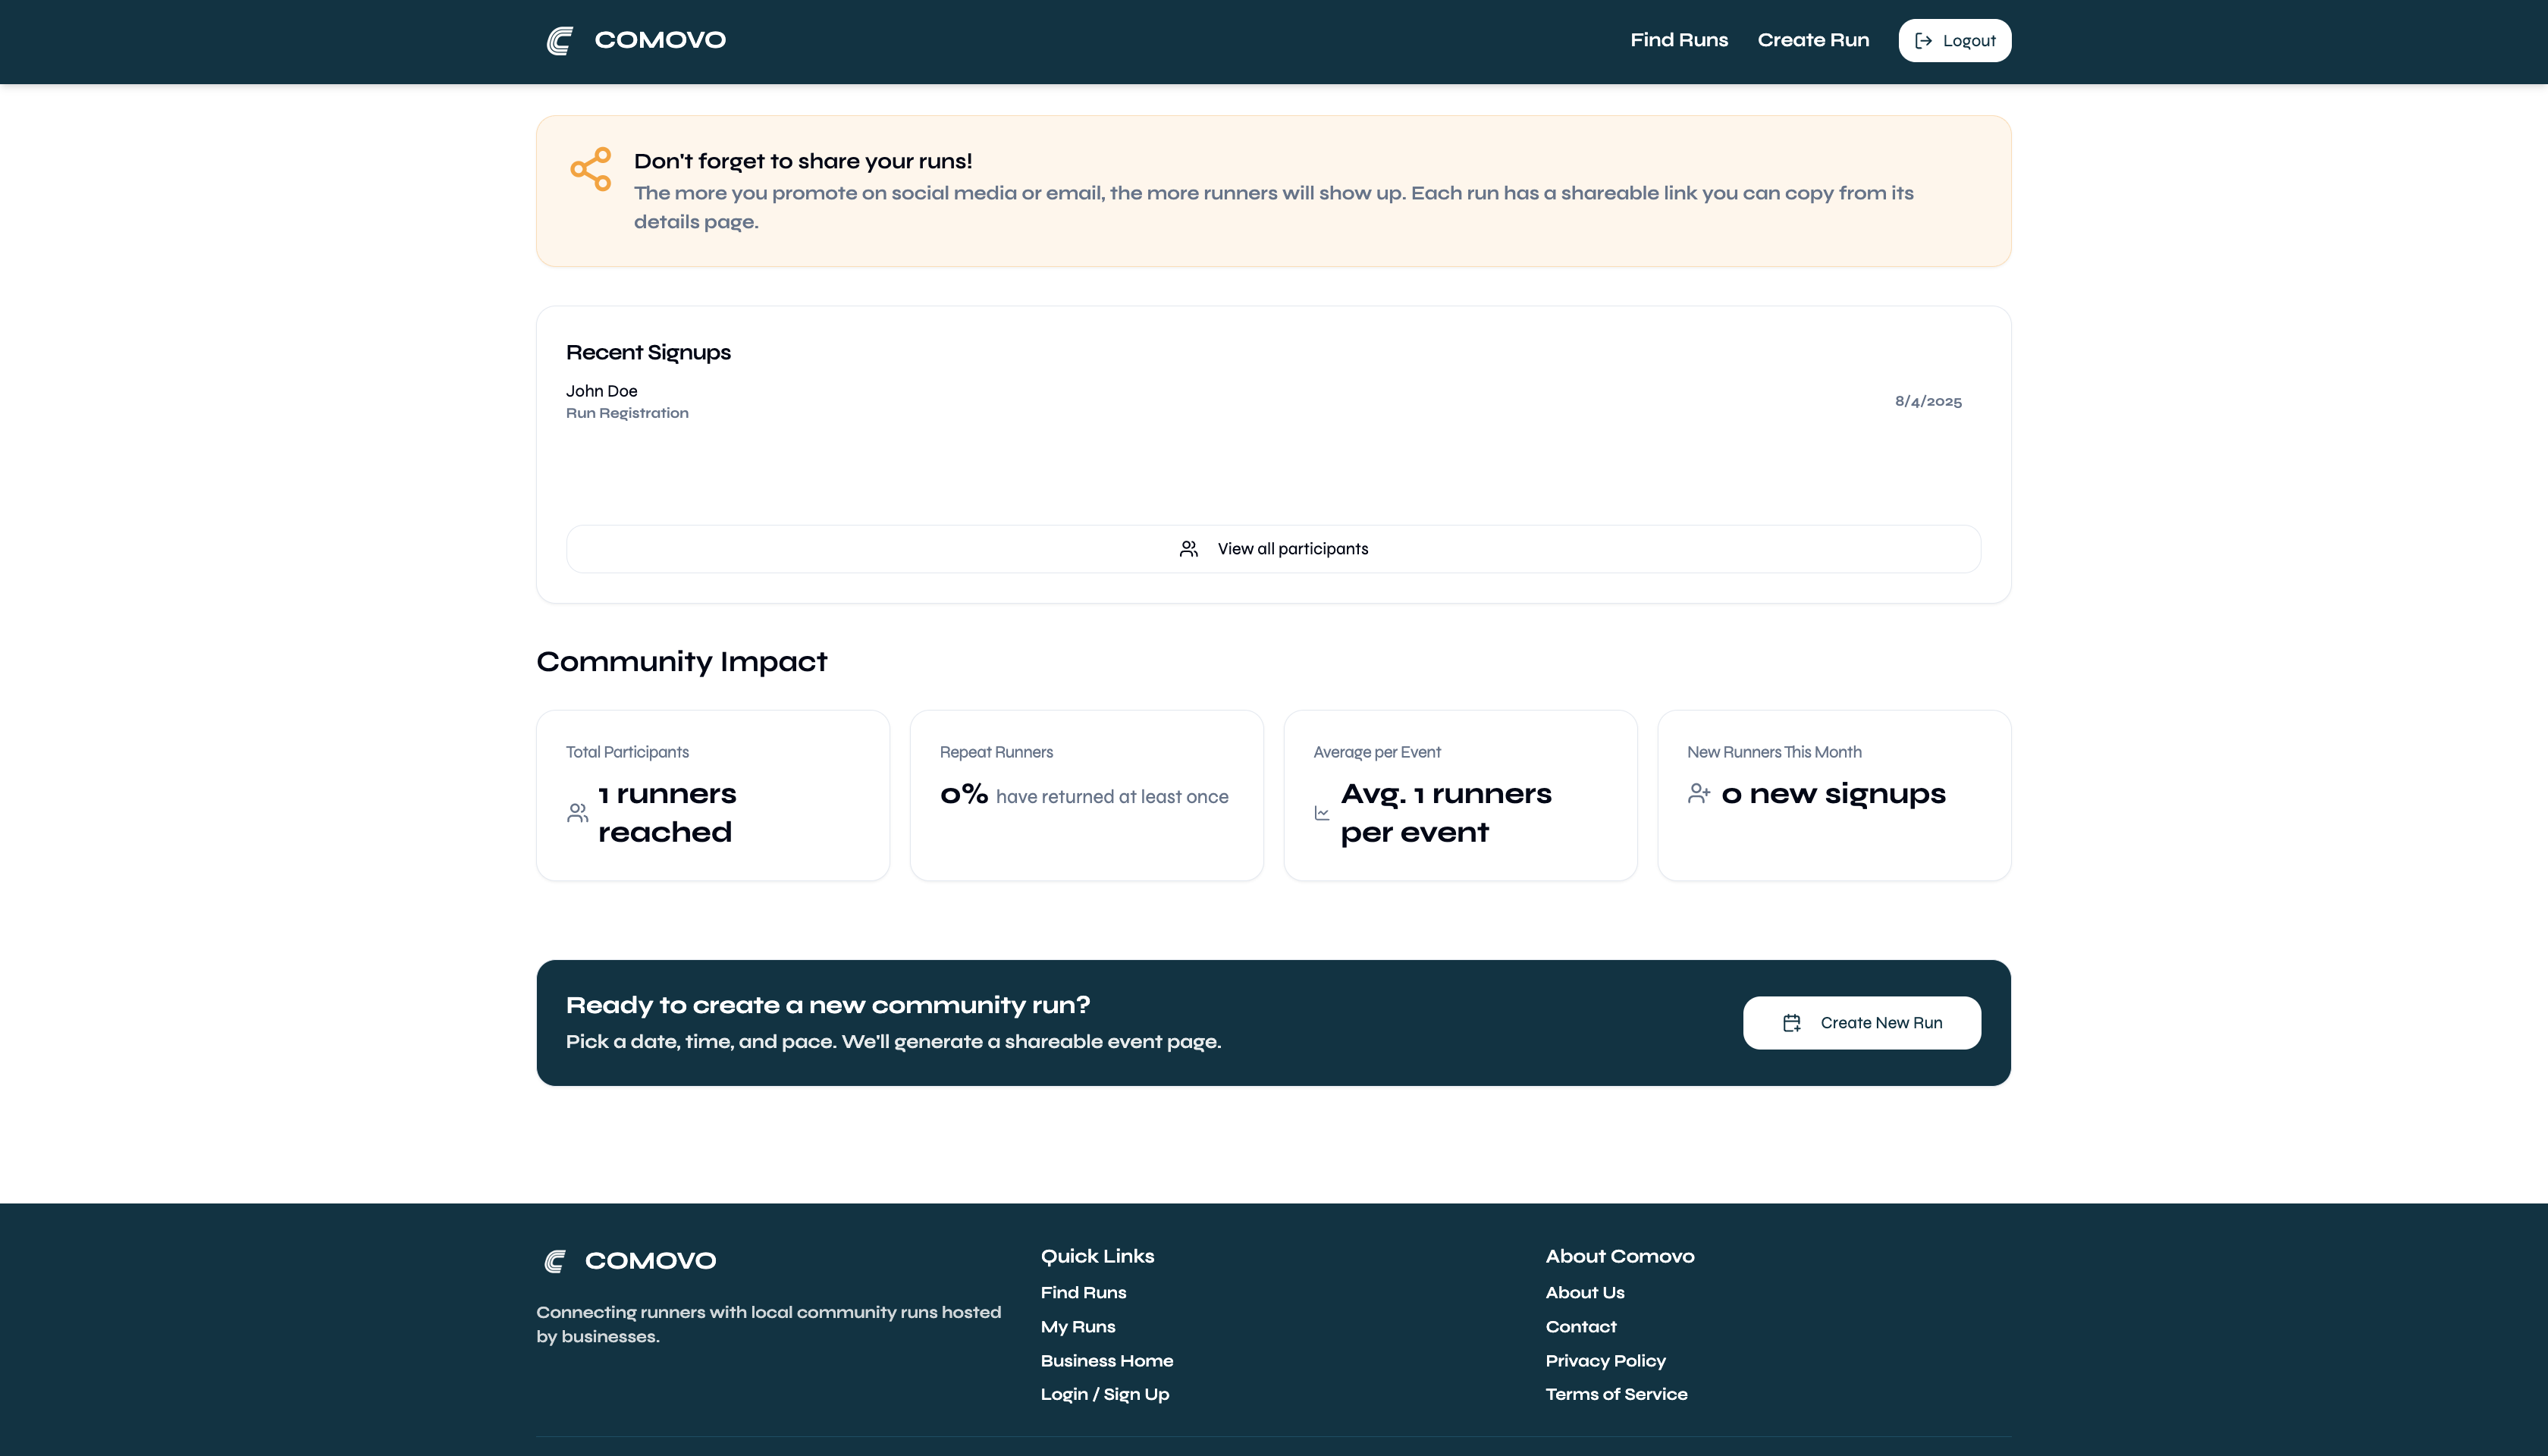 COMOVO
Find Runs
Create Run
Logout
Don't forget to share your runs!
The more you promote on social media or email, the more runners will show up. Each run has a shareable link you can copy from its
details page.
Recent Signups
John Doe
Run Registration
8/4/2025
View all participants
Community Impact
Total Participants
1 runners
reached
Repeat Runners
0% have returned at least once
Average per Event
Avg. 1 runners
per event
New Runners This Month
0 new signups
Ready to create a new community run?
Pick a date, time, and pace. We'll generate a shareable event page.
Create New Run
COMOVO
Connecting runners with local community runs hosted
by businesses.
Quick Links
Find Runs
My Runs
Business Home
Login / Sign Up
About Comovo
About Us
Contact
Privacy Policy
Terms of Service